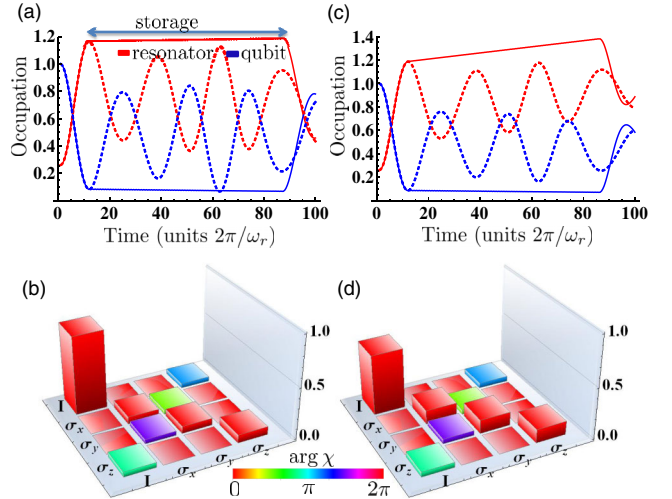 (a)
storage
resonator qubit
Occupation
1.2
1.0
0.8
0.6
0.4
0.2
0 20 40 60 80 100
Time (units 2π/ωr)
(c)
Occupation
1.4
1.2
1.0
0.8
0.6
0.4
0.2
0 20 40 60 80 100
Time (units 2π/ωr)
(b)
1.0
0.5
0.0
I
σx
σy
σz
I
σx
σy
σz
arg χ
0 π 2π
(d)
1.0
0.5
0.0
I
σx
σy
σz
I
σx
σy
σz